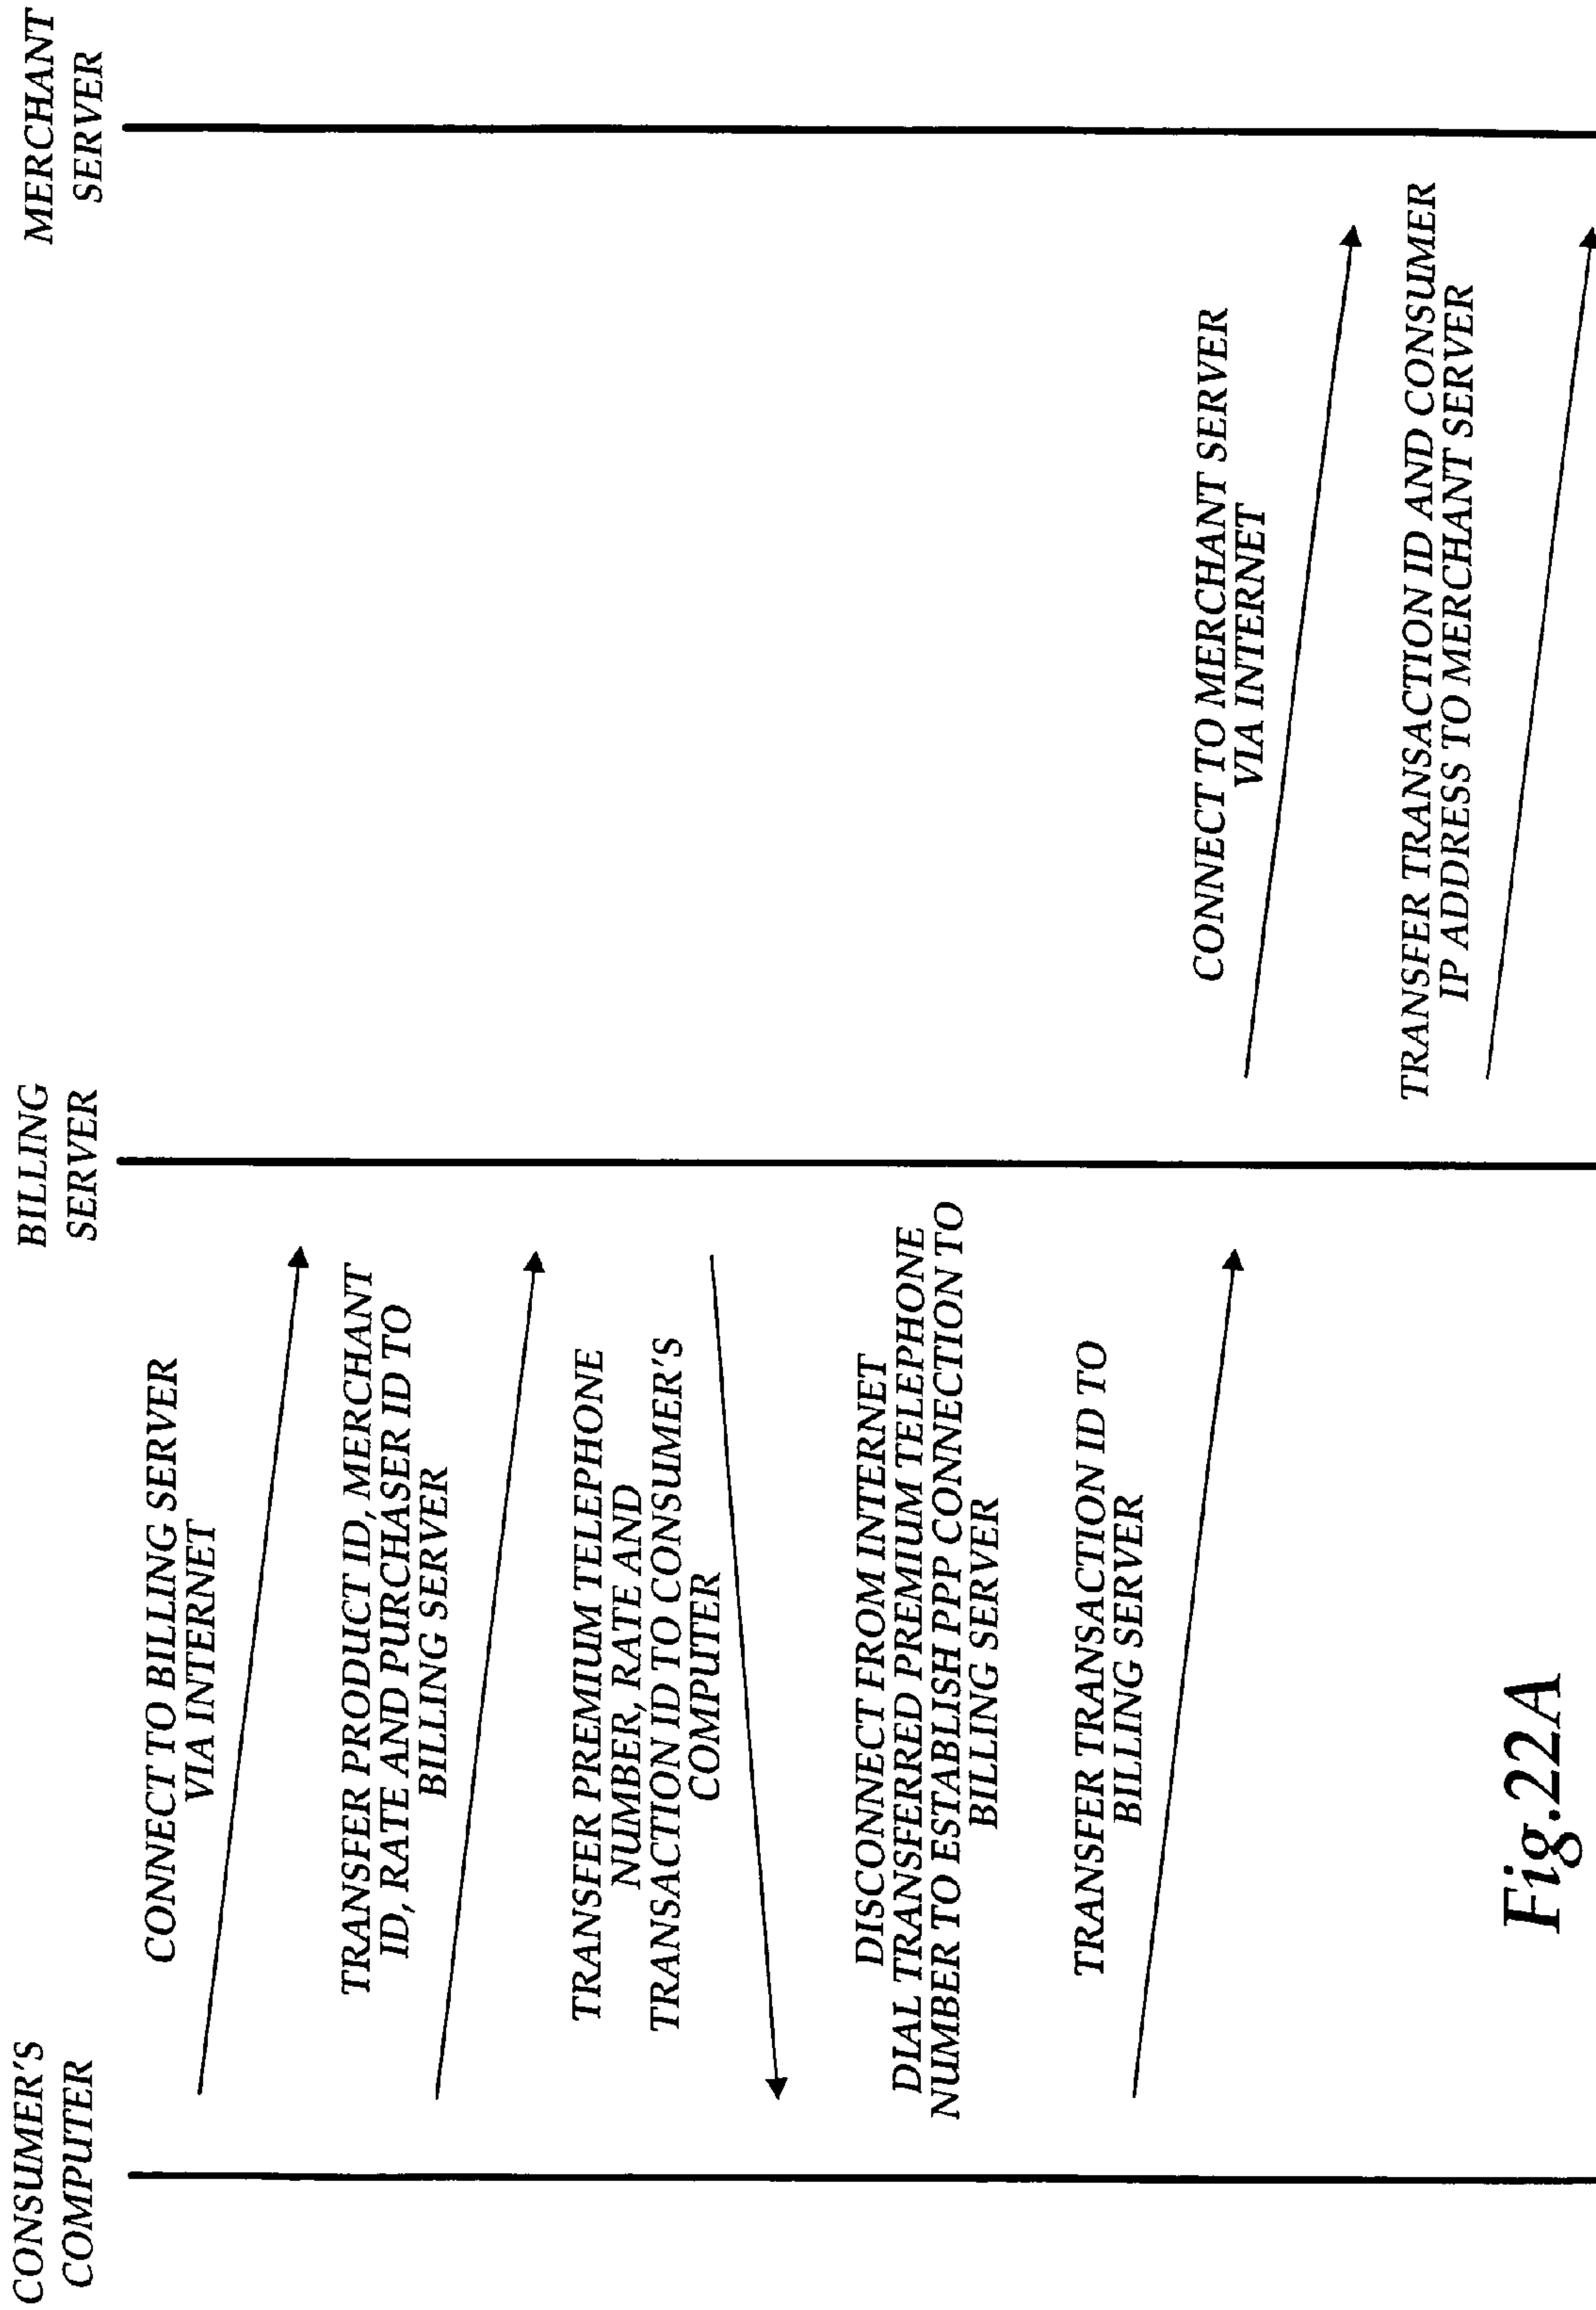 CONSUMER'S
COMPUTER
BILLING
SERVER
MERCHANT
SERVER
CONNECT TO BILLING SERVER
VIA INTERNET
TRANSFER PRODUCT ID, MERCHANT
ID, RATE AND PURCHASER ID TO
BILLING SERVER
TRANSFER PREMIUM TELEPHONE
NUMBER, RATE AND
TRANSACTION ID TO CONSUMER'S
COMPUTER
DISCONNECT FROM INTERNET
DIAL TRANSFERRED PREMIUM TELEPHONE
NUMBER TO ESTABLISH PPP CONNECTION TO
BILLING SERVER
TRANSFER TRANSACTION ID TO
BILLING SERVER
CONNECT TO MERCHANT SERVER
VIA INTERNET
TRANSFER TRANSACTION ID AND CONSUMER
IP ADDRESS TO MERCHANT SERVER
Fig.22A